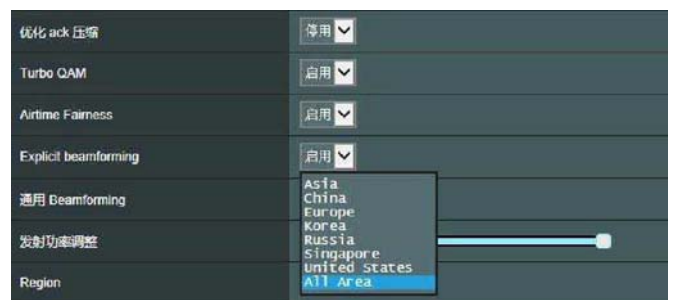 优化 ack 压缩 停用
Turbo QAM 启用
Airtime Fairness 启用
Explicit beamforming 启用
通用 Beamforming
发射功率调整
Region
Asia
China
Europe
Korea
Russia
Singapore
United States
All Area